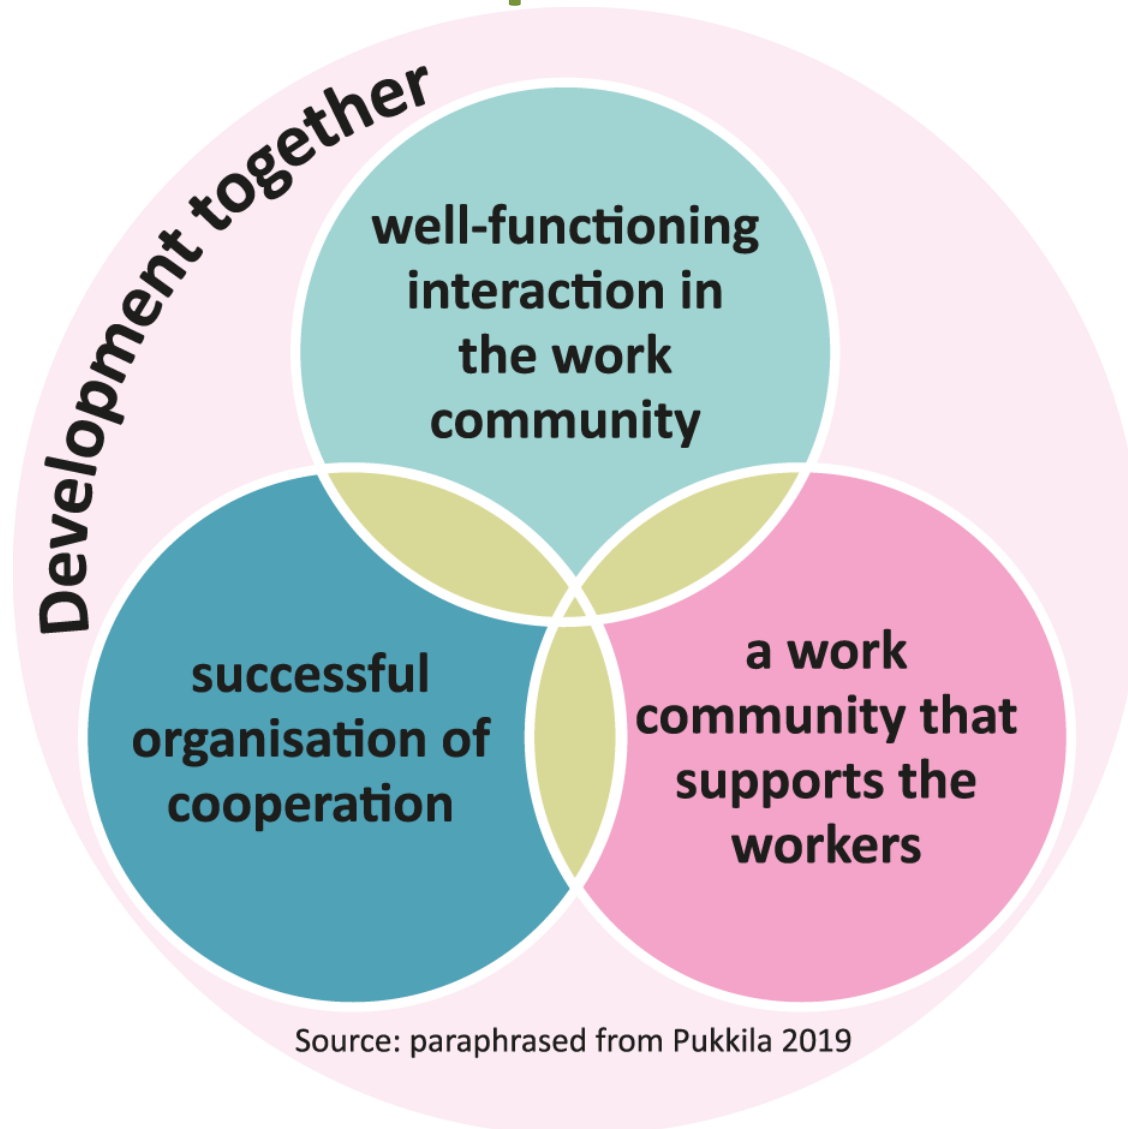 Development together
well-functioning
interaction in
the work
community
successful
organisation of
cooperation
a work
community that
supports the
workers
Source: paraphrased from Pukkila 2019